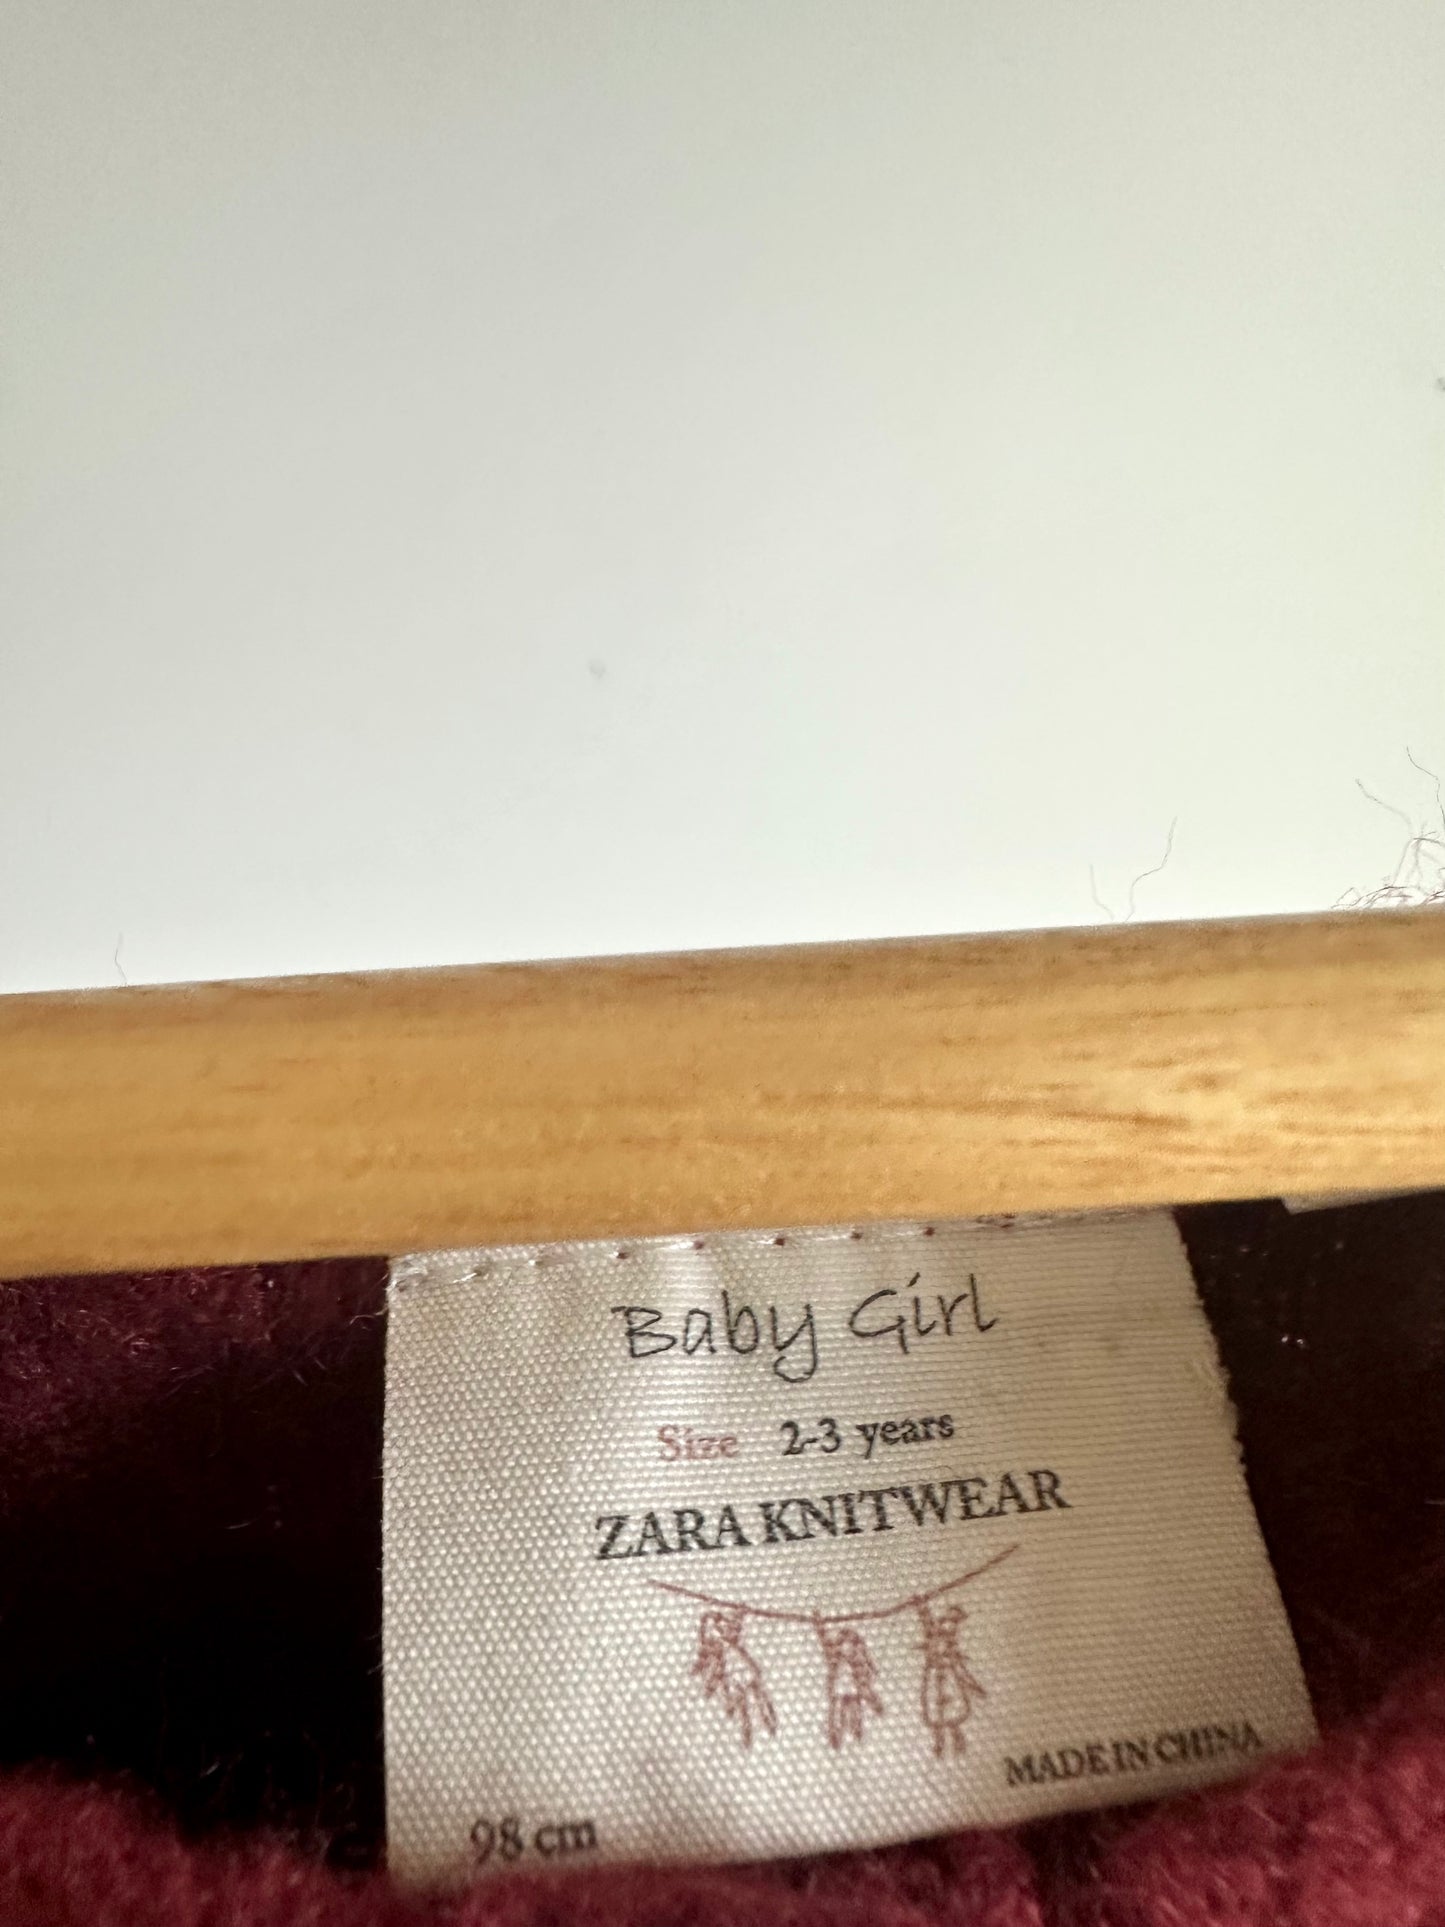 Baby Girl
Size 2-3 years
ZARA KNITWEAR
MADE IN CHINA
98 cm